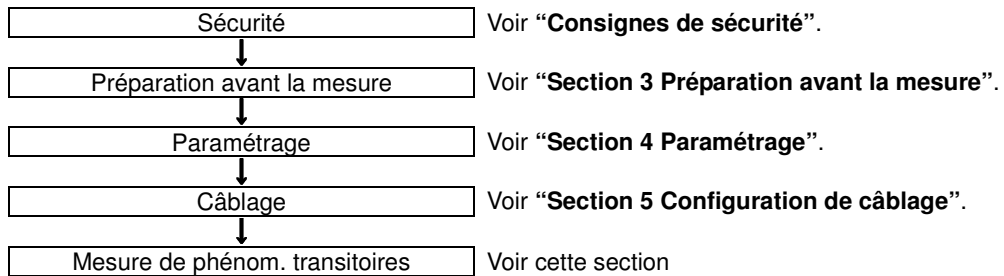 Sécurité Voir “Consignes de sécurité”.
Préparation avant la mesure Voir “Section 3 Préparation avant la mesure”.
Paramétrage Voir “Section 4 Paramétrage”.
Câblage Voir “Section 5 Configuration de câblage”.
Mesure de phénom. transitoires Voir cette section